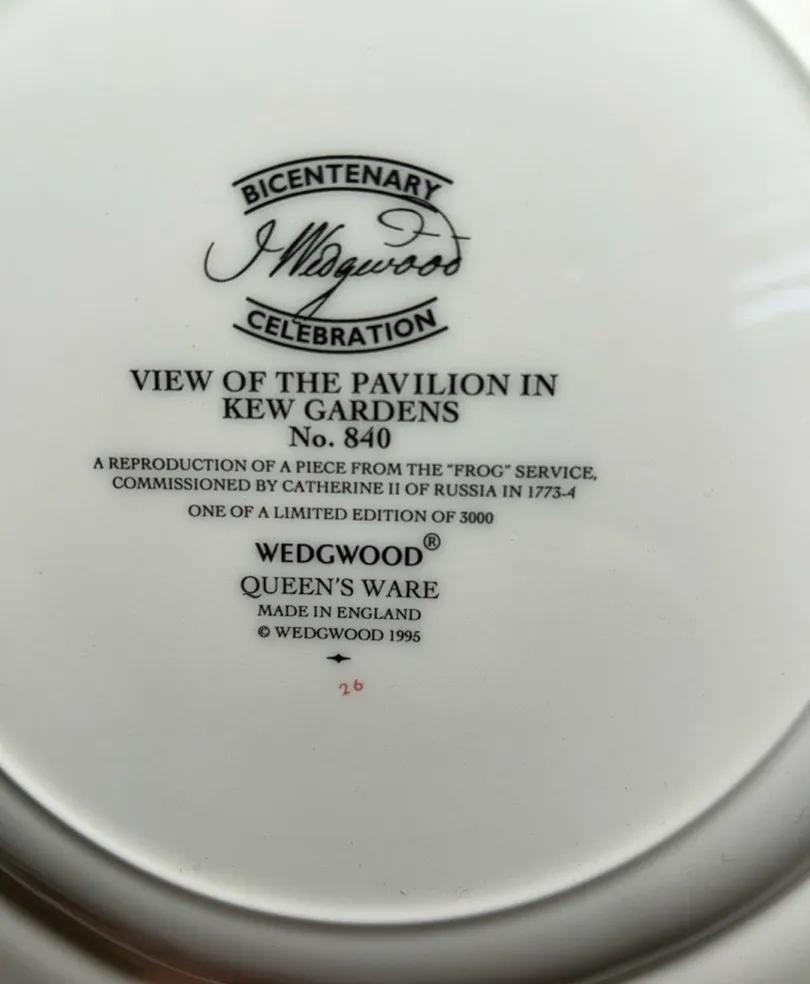 BICENTENARY
J Wedgwood
CELEBRATION
VIEW OF THE PAVILION IN
KEW GARDENS
No. 840
A REPRODUCTION OF A PIECE FROM THE "FROG" SERVICE,
COMMISSIONED BY CATHERINE II OF RUSSIA IN 1773-4
ONE OF A LIMITED EDITION OF 3000
WEDGWOOD®
QUEEN'S WARE
MADE IN ENGLAND
© WEDGWOOD 1995
26